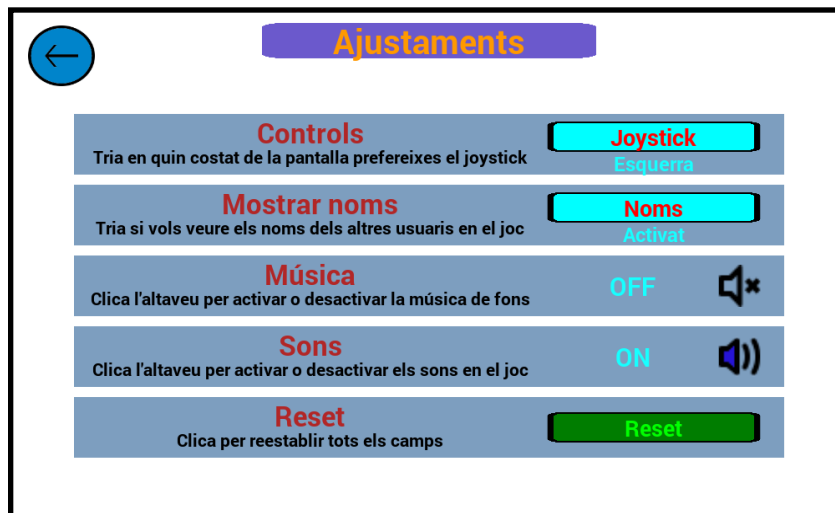 Ajustaments
Controls
Tria en quin costat de la pantalla prefereixes el joystick
Joystick
Esquerra
Mostrar noms
Tria si vols veure els noms dels altres usuaris en el joc
Noms
Activat
Música
Clica l'altaveu per activar o desactivar la música de fons
OFF
Sons
Clica l'altaveu per activar o desactivar els sons en el joc
ON
Reset
Clica per reestablir tots els camps
Reset